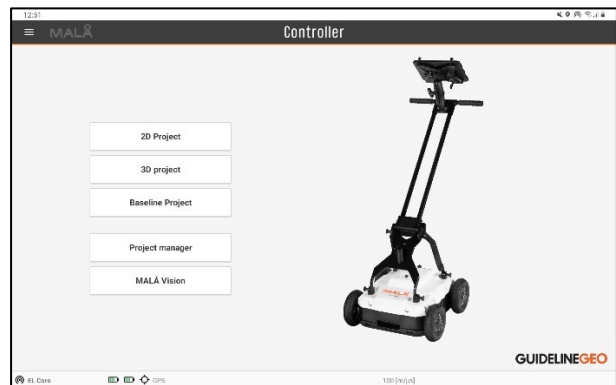 12:51
MALÅ
Controller
2D Project
3D project
Baseline Project
Project manager
MALÅ Vision
MALÅ
GUIDELINEGEO
EL Core
GPS
100 [m/µs]